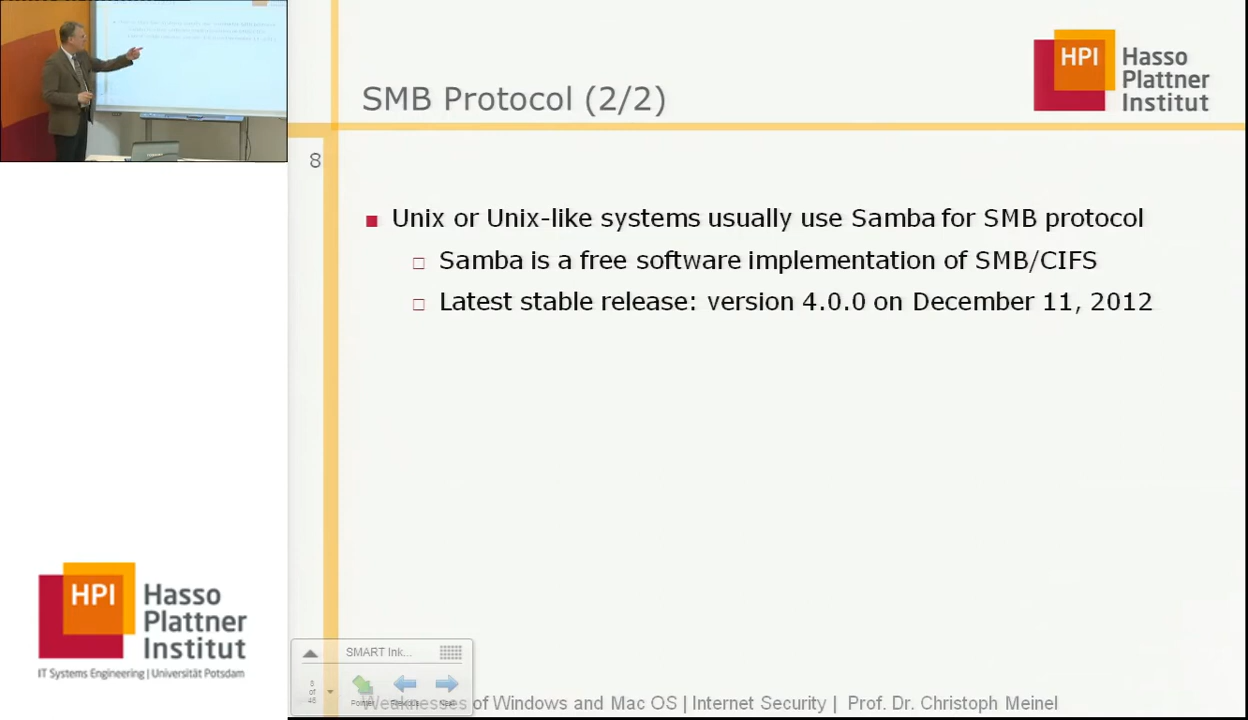 SMB Protocol (2/2)
HPI Hasso
Plattner
Institut
8
Unix or Unix-like systems usually use Samba for SMB protocol
Samba is a free software implementation of SMB/CIFS
Latest stable release: version 4.0.0 on December 11, 2012
HPI Hasso
Plattner
Institut
IT Systems Engineering | Universität Potsdam
SMART Ink...
Weaknesses of Windows and Mac OS | Internet Security | Prof. Dr. Christoph Meinel